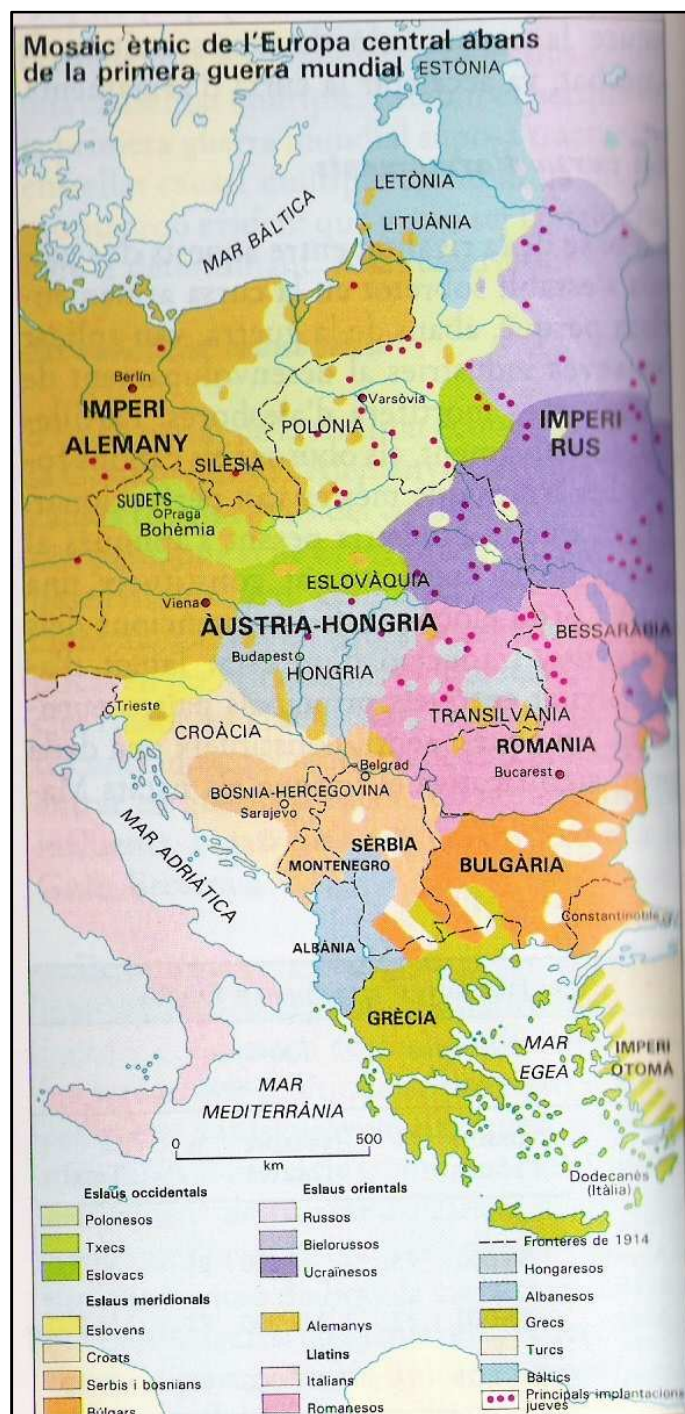 Mosaic ètnic de l'Europa central abans
de la primera guerra mundial
ESTÒNIA
LETÒNIA
LITUÀNIA
MAR BÀLTICA
Berlín
IMPERI
ALEMANY
Varsòvia
POLÒNIA
IMPERI
RUS
SILÈSIA
SUDETS
Praga
Bohèmia
ESLOVÀQUIA
Viena
ÀUSTRIA-HONGRIA
BESSARÀBIA
Budapest
HONGRIA
Trieste
CROÀCIA
TRANSILVÀNIA
ROMANIA
Bucarest
Belgrad
BÒSNIA-HERCEGOVINA
Sarajevo
SÈRBIA
MONTENEGRO
BULGÀRIA
MAR ADRIÀTICA
Constantinoble
ALBÀNIA
GRÈCIA
MAR
EGEA
IMPERI
OTOMÀ
MAR
MEDITERRÀNIA
0 500
km
Dodecanès
(Itàlia)
Eslaus occidentals
Polonesos
Txecs
Eslovacs
Eslaus meridionals
Eslovens
Croats
Serbis i bosnians
Búlgars
Eslaus orientals
Russos
Bielorussos
Ucraïnesos
Alemanys
Llatins
Italians
Romanesos
Fronteres de 1914
Hongaresos
Albanesos
Grecs
Turcs
Bàltics
Principals implantacions
jueves